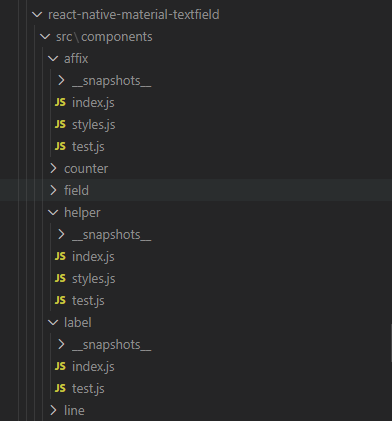 react-native-material-textfield
src\components
affix
__snapshots__
JS index.js
JS styles.js
JS test.js
counter
field
helper
__snapshots__
JS index.js
JS styles.js
JS test.js
label
__snapshots__
JS index.js
JS test.js
line